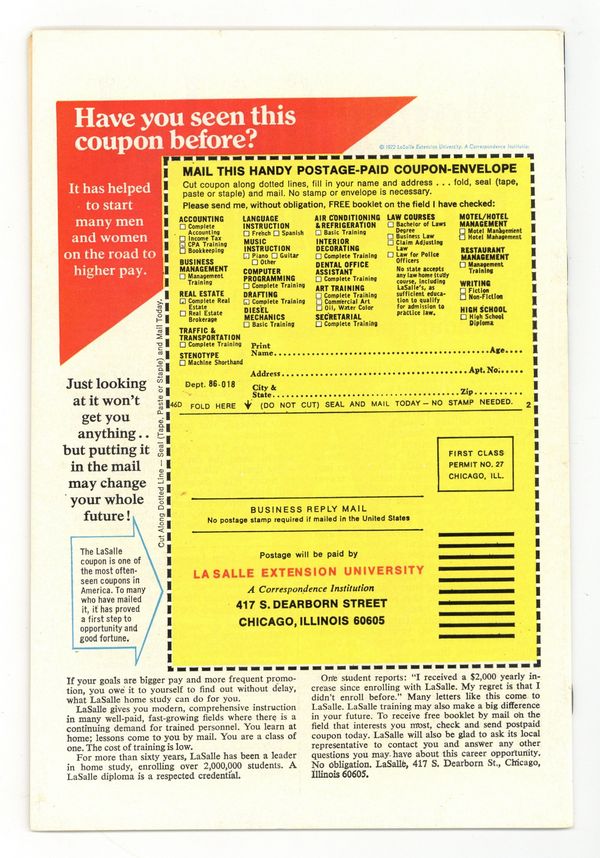 Have you seen this
coupon before?
© 1972 LaSalle Extension University. A Correspondence Institution
It has helped
to start
many men
and women
on the road to
higher pay.
Just looking
at it won't
get you
anything . .
but putting it
in the mail
may change
your whole
future!
The LaSalle
coupon is one of
the most often-
seen coupons in
America. To many
who have mailed
it, it has proved
a first step to
opportunity and
good fortune.
Cut Along Dotted Line — Seal (Tape, Paste or Staple) and Mail Today.
MAIL THIS HANDY POSTAGE-PAID COUPON-ENVELOPE
Cut coupon along dotted lines, fill in your name and address . . . fold, seal (tape,
paste or staple) and mail. No stamp or envelope is necessary.
Please send me, without obligation, FREE booklet on the field I have checked:
ACCOUNTING
Complete
Accounting
Income Tax
CPA Training
Bookkeeping
BUSINESS
MANAGEMENT
Management
Training
REAL ESTATE
Complete Real
Estate
Real Estate
Brokerage
TRAFFIC &
TRANSPORTATION
Complete Training
STENOTYPE
Machine Shorthand
LANGUAGE
INSTRUCTION
French Spanish
MUSIC
INSTRUCTION
Piano Guitar
Other
COMPUTER
PROGRAMMING
Complete Training
DRAFTING
Complete Training
DIESEL
MECHANICS
Basic Training
AIR CONDITIONING
& REFRIGERATION
Basic Training
INTERIOR
DECORATING
Complete Training
DENTAL OFFICE
ASSISTANT
Complete Training
ART TRAINING
Complete Training
Commercial Art
Oil, Water Color
SECRETARIAL
Complete Training
LAW COURSES
Bachelor of Laws
Degree
Business Law
Claim Adjusting
Law
Law for Police
Officers
No state accepts
any law home study
course, including
LaSalle's, as
sufficient educa-
tion to qualify
for admission to
practice law.
MOTEL/HOTEL
MANAGEMENT
Motel Management
Hotel Management
RESTAURANT
MANAGEMENT
Management
Training
WRITING
Fiction
Non-Fiction
HIGH SCHOOL
High School
Diploma
Print
Name Age
Address Apt. No.
Dept. 86-018
City &
State Zip
46D FOLD HERE (DO NOT CUT) SEAL AND MAIL TODAY – NO STAMP NEEDED. 2
FIRST CLASS
PERMIT NO. 27
CHICAGO, ILL.
BUSINESS REPLY MAIL
No postage stamp required if mailed in the United States
Postage will be paid by
LA SALLE EXTENSION UNIVERSITY
A Correspondence Institution
417 S. DEARBORN STREET
CHICAGO, ILLINOIS 60605
If your goals are bigger pay and more frequent promo-
tion, you owe it to yourself to find out without delay,
what LaSalle home study can do for you.
LaSalle gives you modern, comprehensive instruction
in many well-paid, fast-growing fields where there is a
continuing demand for trained personnel. You learn at
home; lessons come to you by mail. You are a class of
one. The cost of training is low.
For more than sixty years, LaSalle has been a leader
in home study, enrolling over 2,000,000 students. A
LaSalle diploma is a respected credential.
One student reports: "I received a $2,000 yearly in-
crease since enrolling with LaSalle. My regret is that I
didn't enroll before." Many letters like this come to
LaSalle. LaSalle training may also make a big difference
in your future. To receive free booklet by mail on the
field that interests you most, check and send postpaid
coupon today. LaSalle will also be glad to ask its local
representative to contact you and answer any other
questions you may have about this career opportunity.
No obligation. LaSalle, 417 S. Dearborn St., Chicago,
Illinois 60605.